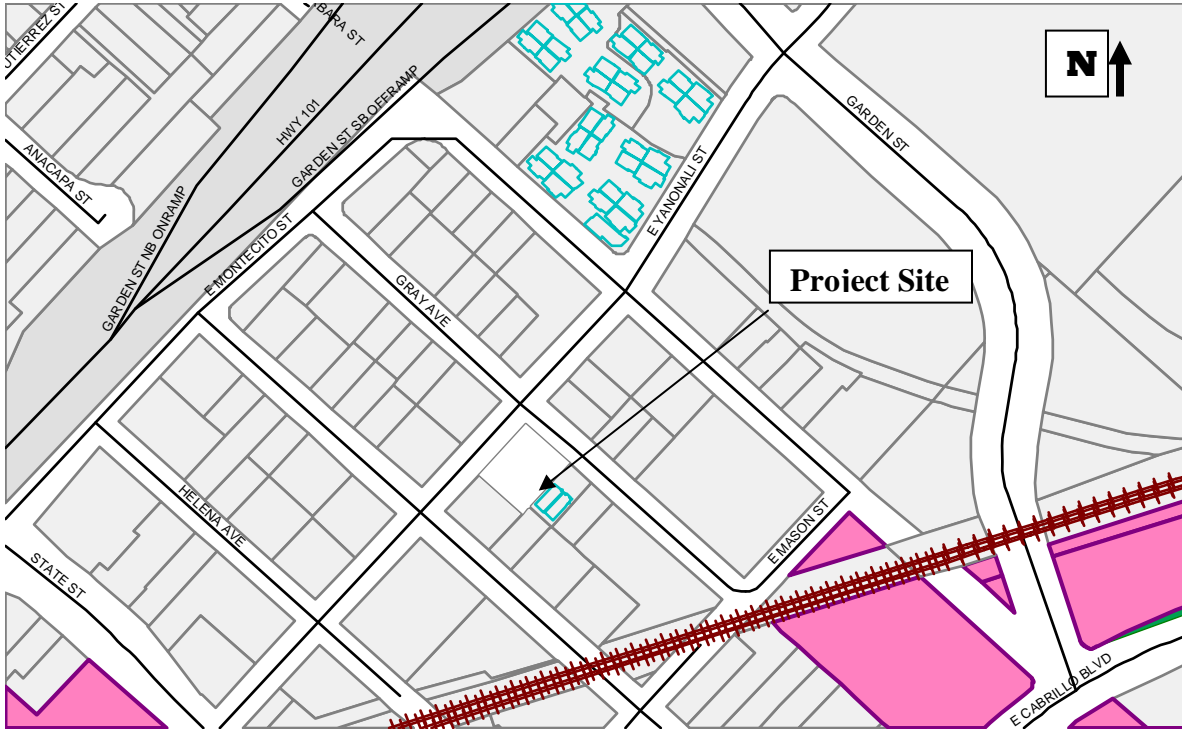 UTIERREZ ST
BARA ST
N
HWY 101
GARDEN ST SB OFFRAMP
GARDEN ST
ANACAPA ST
E YANONALI ST
GARDEN ST NB ONRAMP
E MONTECITO ST
Project Site
GRAY AVE
HELENA AVE
E MASON ST
STATE ST
E CABRILLO BLVD